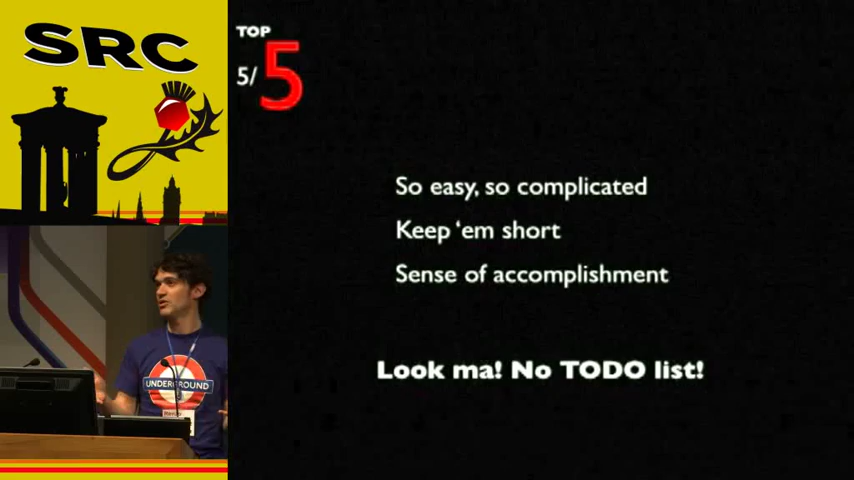 SRC
TOP
5/5
So easy, so complicated
Keep ‘em short
Sense of accomplishment
Look ma! No TODO list!
UNDERGROUND